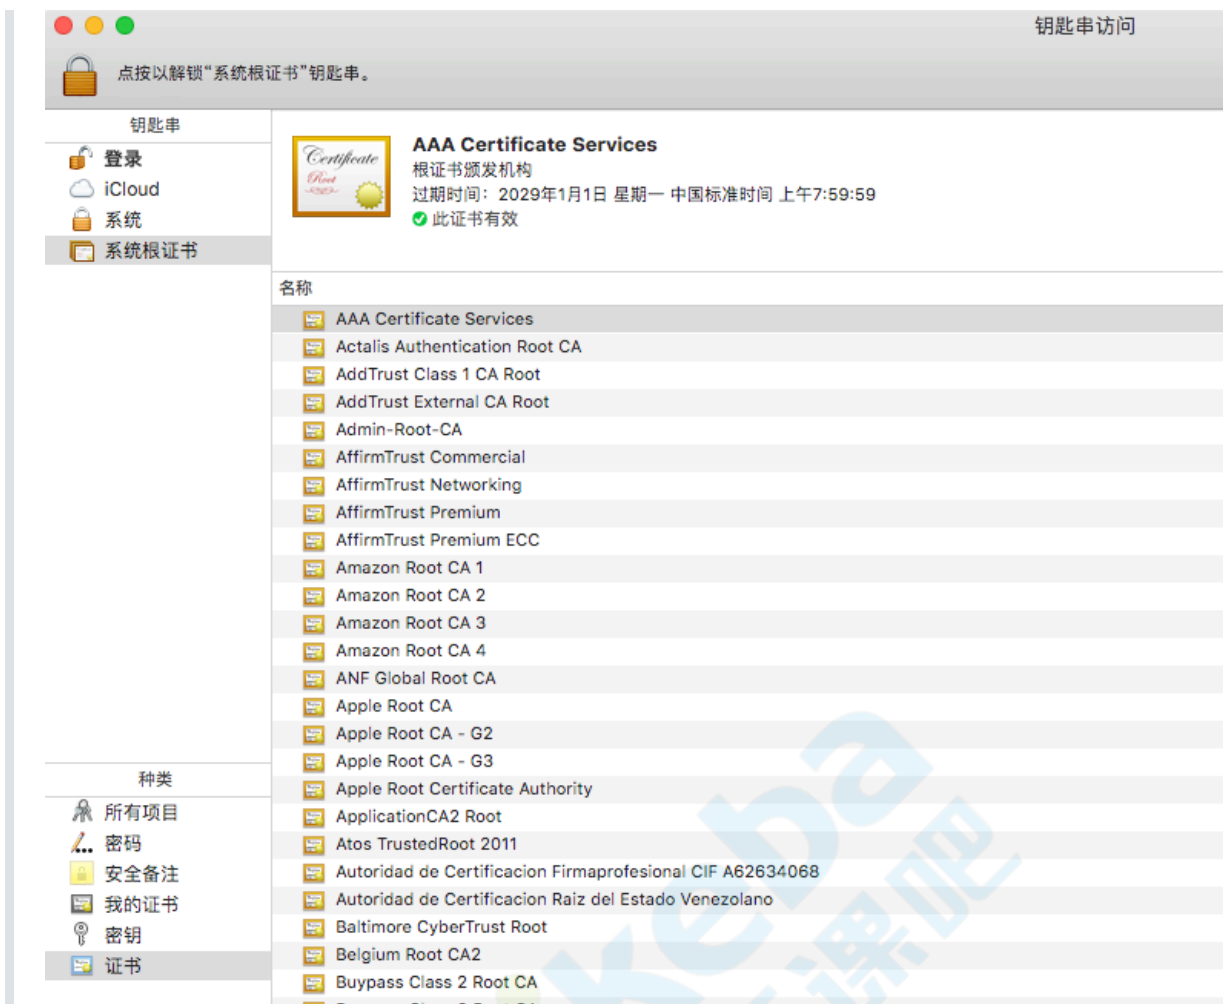 钥匙串访问
点按以解锁“系统根证书”钥匙串。
钥匙串
登录
iCloud
系统
系统根证书
Certificate
Root
AAA Certificate Services
根证书颁发机构
过期时间：2029年1月1日 星期一 中国标准时间 上午7:59:59
此证书有效
名称
AAA Certificate Services
Actalis Authentication Root CA
AddTrust Class 1 CA Root
AddTrust External CA Root
Admin-Root-CA
AffirmTrust Commercial
AffirmTrust Networking
AffirmTrust Premium
AffirmTrust Premium ECC
Amazon Root CA 1
Amazon Root CA 2
Amazon Root CA 3
Amazon Root CA 4
ANF Global Root CA
Apple Root CA
Apple Root CA - G2
Apple Root CA - G3
Apple Root Certificate Authority
ApplicationCA2 Root
Atos TrustedRoot 2011
Autoridad de Certificacion Firmaprofesional CIF A62634068
Autoridad de Certificacion Raiz del Estado Venezolano
Baltimore CyberTrust Root
Belgium Root CA2
Buypass Class 2 Root CA
种类
所有项目
密码
安全备注
我的证书
密钥
证书
keba
课吧